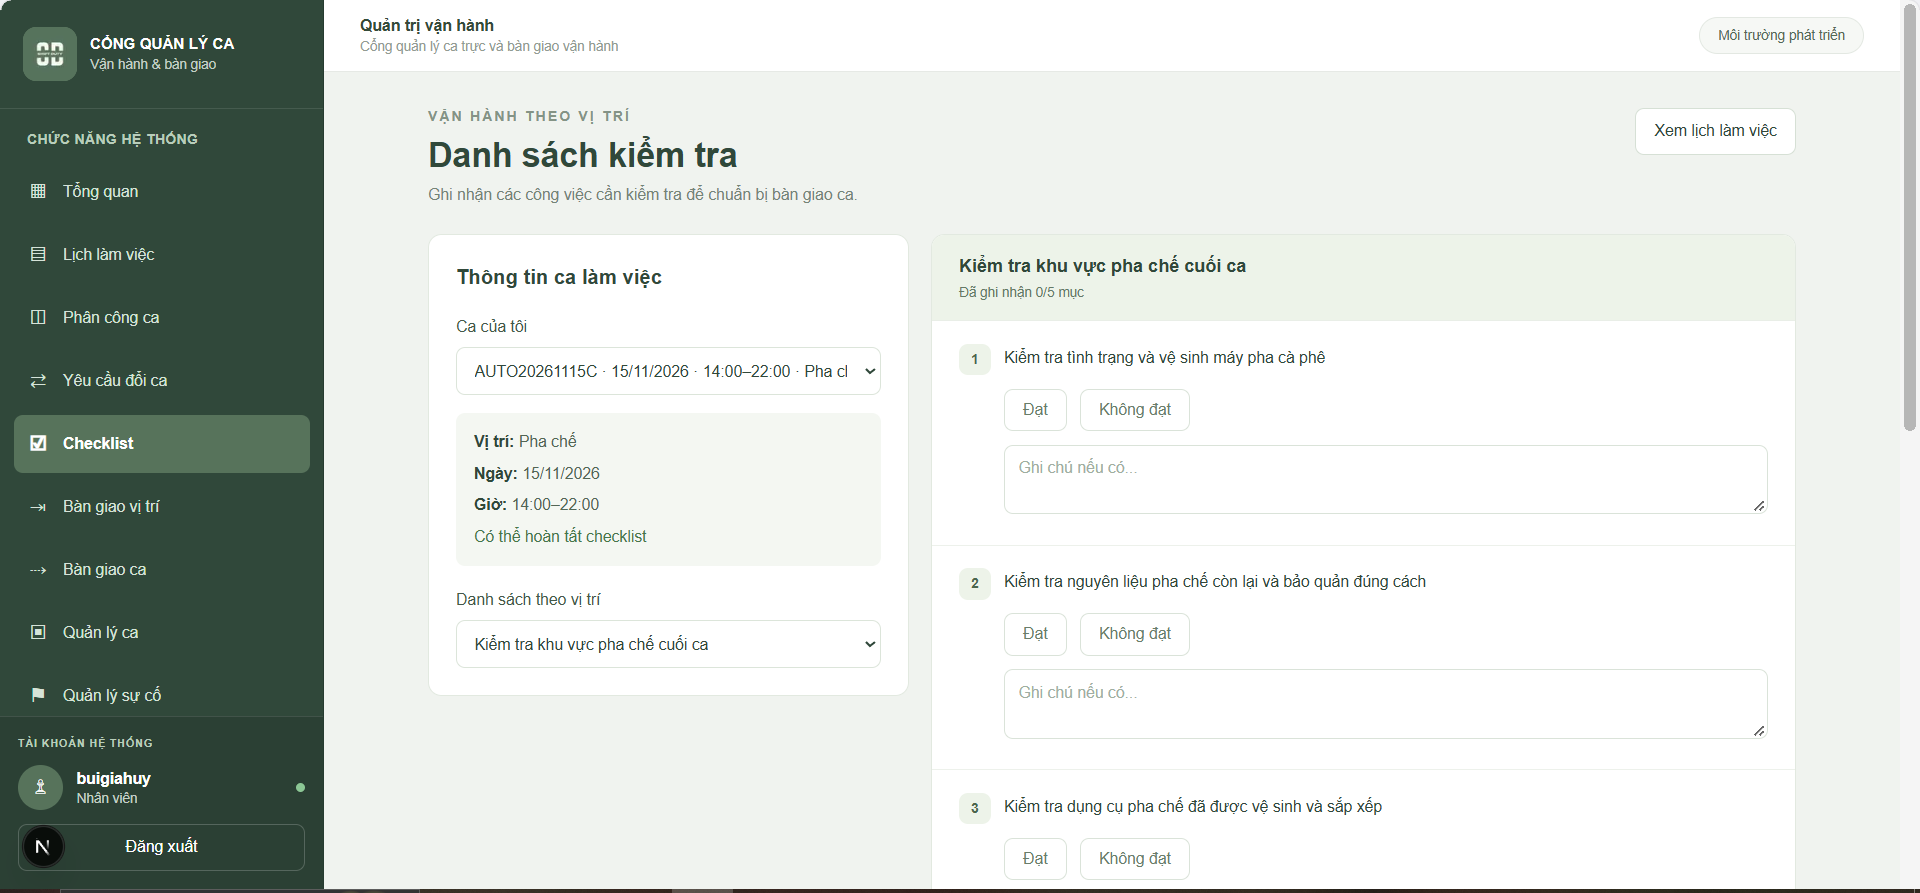 CỔNG QUẢN LÝ CA
Vận hành & bàn giao
CHỨC NĂNG HỆ THỐNG
Tổng quan
Lịch làm việc
Phân công ca
Yêu cầu đổi ca
Checklist
Bàn giao vị trí
Bàn giao ca
Quản lý ca
Quản lý sự cố
TÀI KHOẢN HỆ THỐNG
buigiahuy
Nhân viên
N
Đăng xuất
Quản trị vận hành
Cổng quản lý ca trực và bàn giao vận hành
Môi trường phát triển
VẬN HÀNH THEO VỊ TRÍ
Danh sách kiểm tra
Ghi nhận các công việc cần kiểm tra để chuẩn bị bàn giao ca.
Xem lịch làm việc
Thông tin ca làm việc
Ca của tôi
AUTO20261115C · 15/11/2026 · 14:00–22:00 · Pha cl
Vị trí: Pha chế
Ngày: 15/11/2026
Giờ: 14:00–22:00
Có thể hoàn tất checklist
Danh sách theo vị trí
Kiểm tra khu vực pha chế cuối ca
Kiểm tra khu vực pha chế cuối ca
Đã ghi nhận 0/5 mục
1 Kiểm tra tình trạng và vệ sinh máy pha cà phê
Đạt Không đạt
Ghi chú nếu có...
2 Kiểm tra nguyên liệu pha chế còn lại và bảo quản đúng cách
Đạt Không đạt
Ghi chú nếu có...
3 Kiểm tra dụng cụ pha chế đã được vệ sinh và sắp xếp
Đạt Không đạt